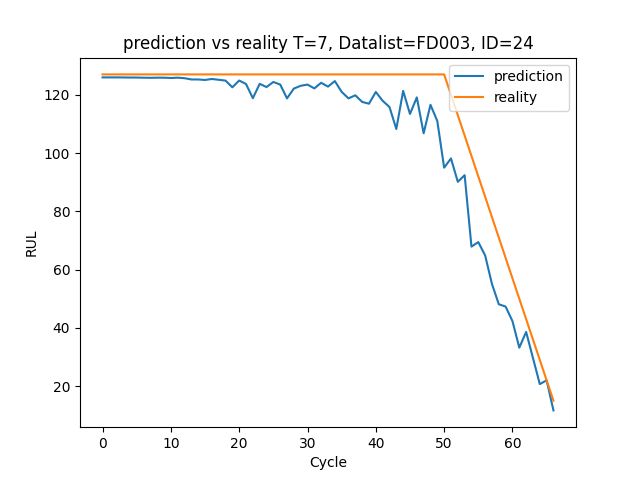 prediction vs reality T=7, Datalist=FD003, ID=24
prediction
reality
120
100
80
60
40
20
RUL
0 10 20 30 40 50 60
Cycle